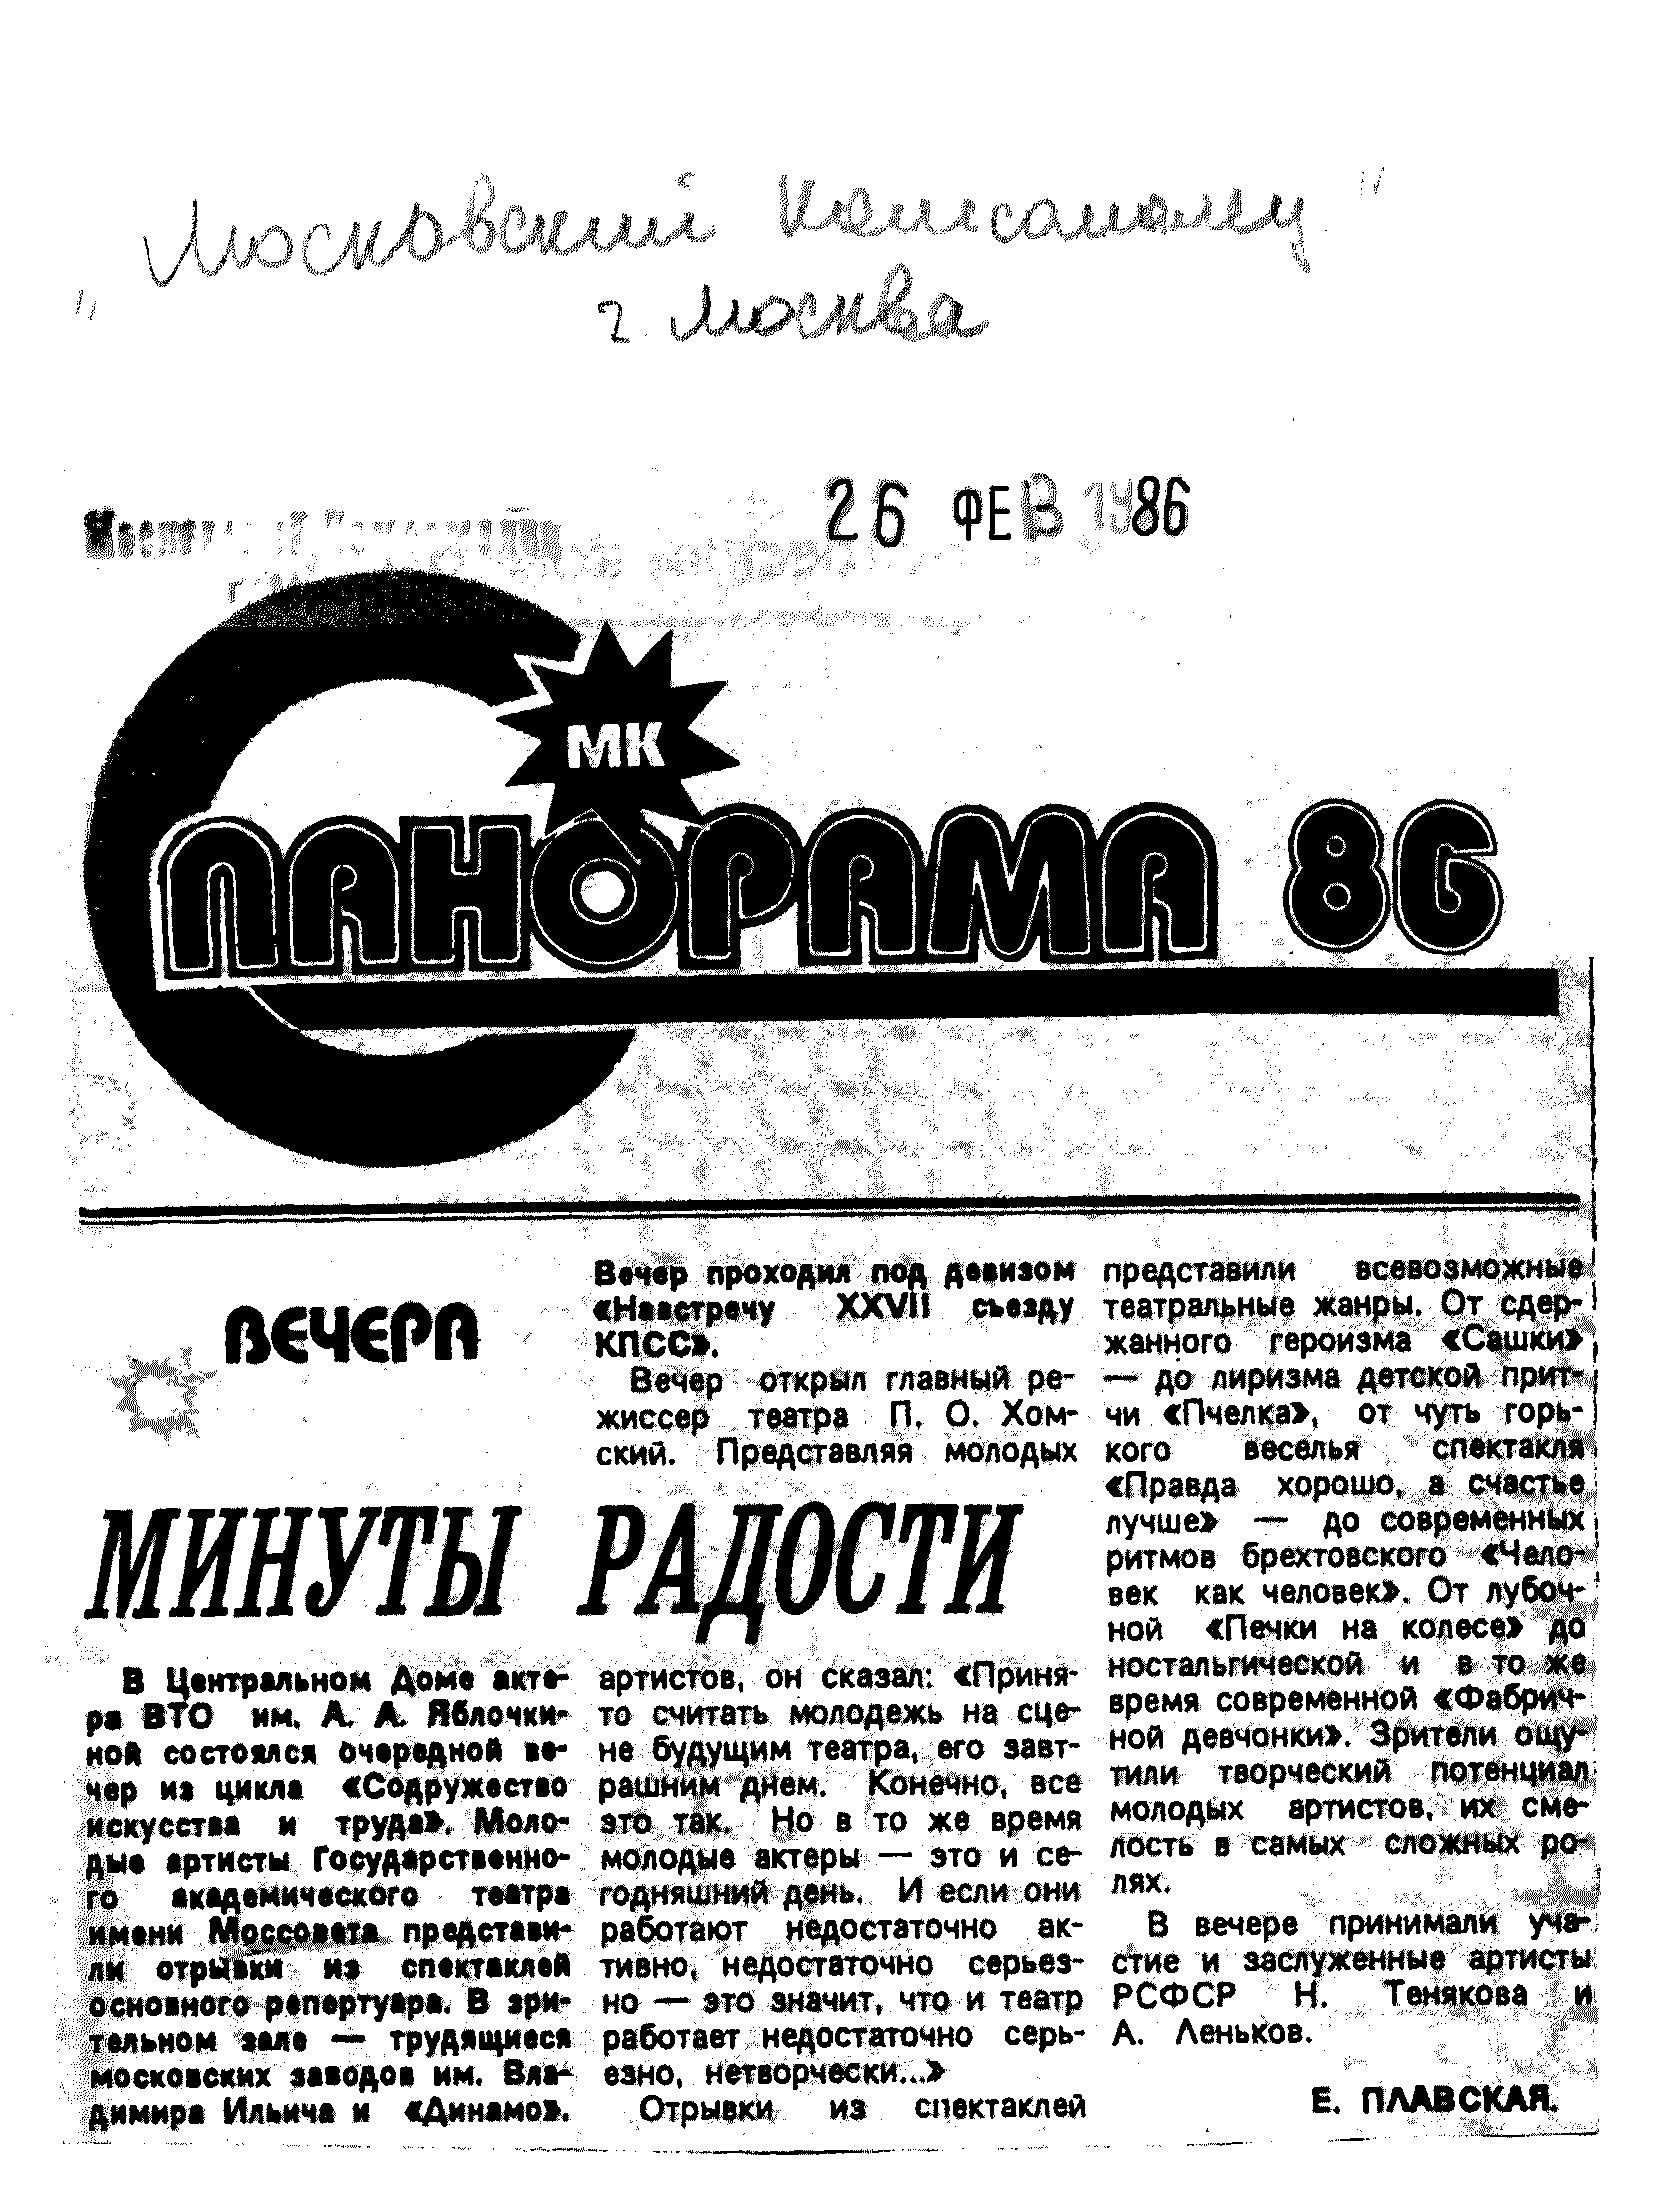 "Московский Комсомолец"
г Москва
26 ФЕВ 1986
МК
ПАНОРАМА 86
ВЕЧЕРА
МИНУТЫ РАДОСТИ
В Центральном Доме акте-
ра ВТО им. А. А. Яблочки-
ной состоялся очередной ве-
чер из цикла «Содружество
искусства и труда». Моло-
дые артисты Государственно-
го академического театра
имени Моссовета представи-
ли отрывки из спектаклей
основного репертуара. В зри-
тельном зале — трудящиеся
московских заводов им. Вла-
димира Ильича и «Динамо».
Вечер проходил под девизом
«Навстречу XXVII съезду
КПСС».
Вечер открыл главный ре-
жиссер театра П. О. Хом-
ский. Представляя молодых
артистов, он сказал: «Приня-
то считать молодежь на сце-
не будущим театра, его завт-
рашним днем. Конечно, все
это так. Но в то же время
молодые актеры — это и се-
годняшний день. И если они
работают недостаточно ак-
тивно, недостаточно серьез-
но — это значит, что и театр
работает недостаточно серь-
езно, нетворчески...»
Отрывки из спектаклей
представили всевозможные
театральные жанры. От сдер-
жанного героизма «Сашки»
— до лиризма детской прит-
чи «Пчелка», от чуть горь-
кого веселья спектакля
«Правда хорошо, а счастье
лучше» — до современных
ритмов брехтовского «Чело-
век как человек». От лубоч-
ной «Печки на колесе» до
ностальгической и в то же
время современной «Фабрич-
ной девчонки». Зрители ощу-
тили творческий потенциал
молодых артистов, их сме-
лость в самых сложных ро-
лях.
В вечере принимали уча-
стие и заслуженные артисты
РСФСР Н. Тенякова и
А. Леньков.
Е. ПЛАВСКАЯ.